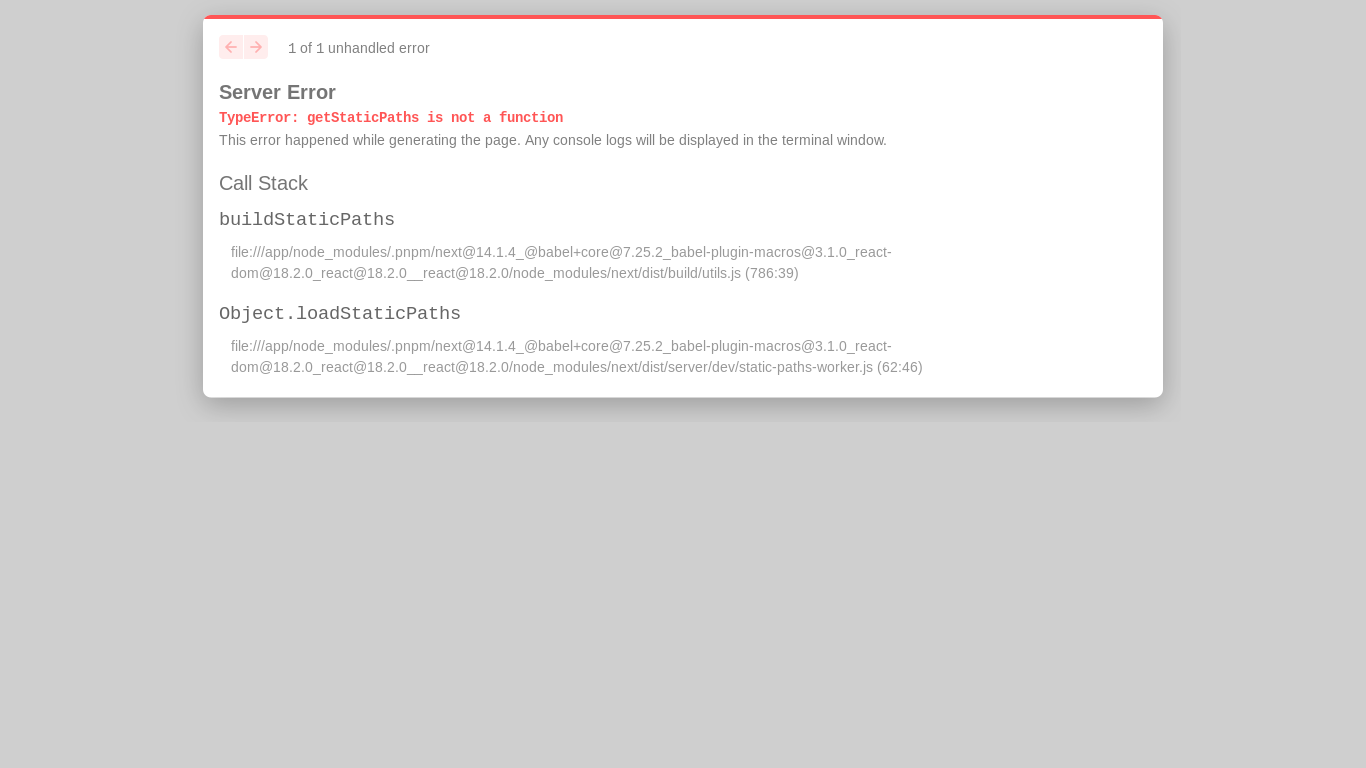 1 of 1 unhandled error
Server Error
TypeError: getStaticPaths is not a function
This error happened while generating the page. Any console logs will be displayed in the terminal window.
Call Stack
buildStaticPaths
file:///app/node_modules/.pnpm/next@14.1.4_@babel+core@7.25.2_babel-plugin-macros@3.1.0_react-
dom@18.2.0_react@18.2.0__react@18.2.0/node_modules/next/dist/build/utils.js (786:39)
Object.loadStaticPaths
file:///app/node_modules/.pnpm/next@14.1.4_@babel+core@7.25.2_babel-plugin-macros@3.1.0_react-
dom@18.2.0_react@18.2.0__react@18.2.0/node_modules/next/dist/server/dev/static-paths-worker.js (62:46)